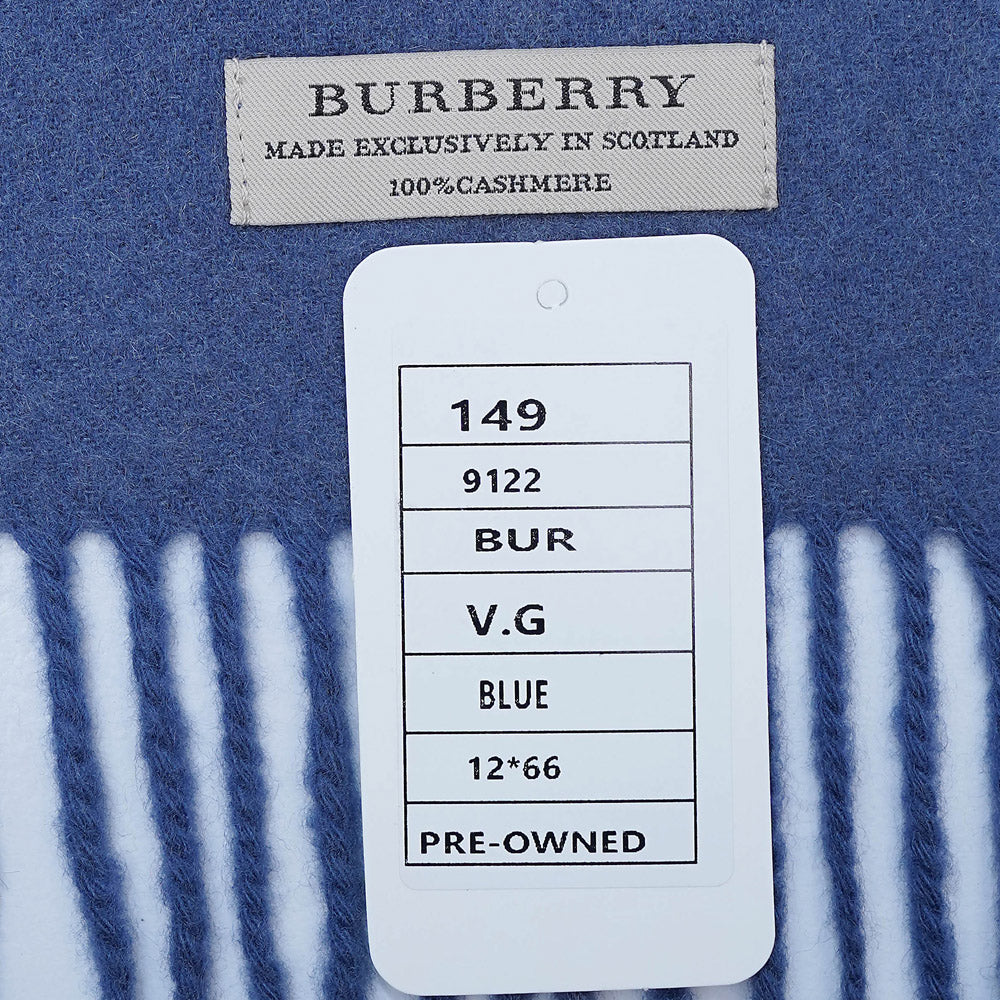 BURBERRY
MADE EXCLUSIVELY IN SCOTLAND
100%CASHMERE
149
9122
BUR
V.G
BLUE
12*66
PRE-OWNED